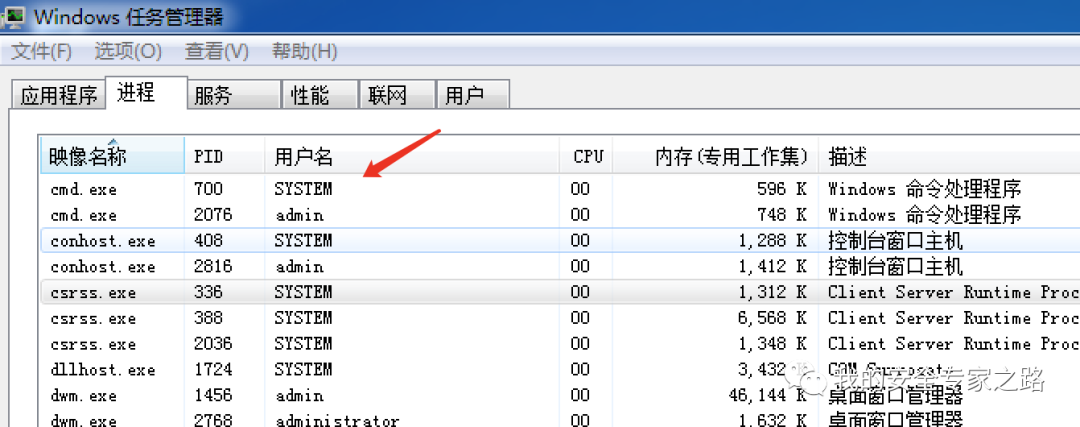 Windows 任务管理器
文件(F) 选项(O) 查看(V) 帮助(H)
应用程序 进程 服务 性能 联网 用户
映像名称 PID 用户名 CPU 内存(专用工作集) 描述
cmd.exe 700 SYSTEM 00 596 K Windows 命令处理程序
cmd.exe 2076 admin 00 748 K Windows 命令处理程序
conhost.exe 408 SYSTEM 00 1,288 K 控制台窗口主机
conhost.exe 2816 admin 00 1,412 K 控制台窗口主机
csrss.exe 336 SYSTEM 00 1,312 K Client Server Runtime Proc
csrss.exe 388 SYSTEM 00 6,568 K Client Server Runtime Proc
csrss.exe 2036 SYSTEM 00 1,348 K Client Server Runtime Proc
dllhost.exe 1724 SYSTEM 00 3,432 K COM Surrogate
我的安全专家之路
dwm.exe 1456 admin 00 46,144 K 桌面窗口管理器
dwm.exe 2768 administrator 00 1,632 K 桌面窗口管理器